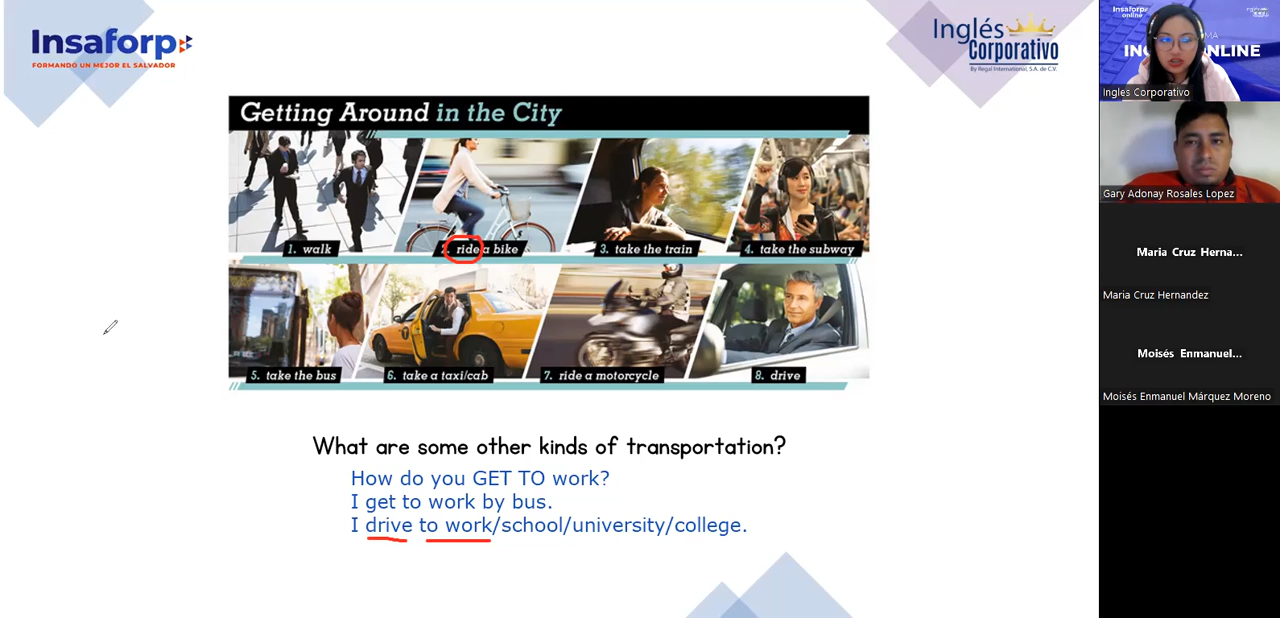 Insaforp
FORMANDO UN MEJOR EL SALVADOR
Inglés
Corporativo
By Regal International, S.A. de C.V.
Getting Around in the City
1. walk
2. ride a bike
3. take the train
4. take the subway
5. take the bus
6. take a taxi/cab
7. ride a motorcycle
8. drive
What are some other kinds of transportation?
How do you GET TO work?
I get to work by bus.
I drive to work/school/university/college.
Insaforp
online
ONLINE
Ingles Corporativo
Gary Adonay Rosales Lopez
Maria Cruz Herna...
Maria Cruz Hernandez
Moisés Enmanuel...
Moisés Enmanuel Márquez Moreno